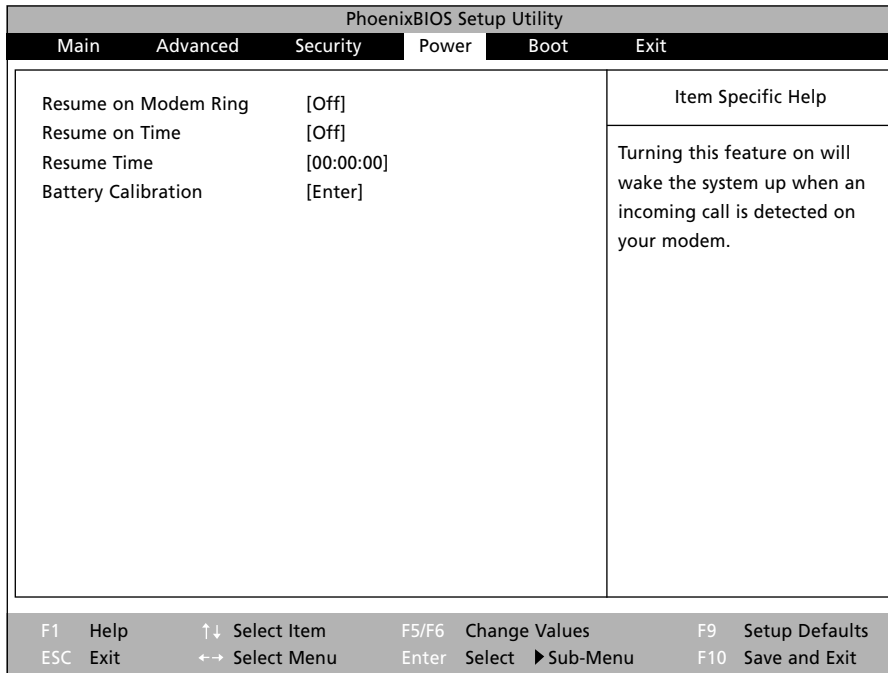 PhoenixBIOS Setup Utility
Main Advanced Security Power Boot Exit
Resume on Modem Ring [Off]
Resume on Time [Off]
Resume Time [00:00:00]
Battery Calibration [Enter]
Item Specific Help
Turning this feature on will
wake the system up when an
incoming call is detected on
your modem.
F1 Help ↑↓ Select Item F5/F6 Change Values F9 Setup Defaults
ESC Exit ←→ Select Menu Enter Select ▶Sub-Menu F10 Save and Exit